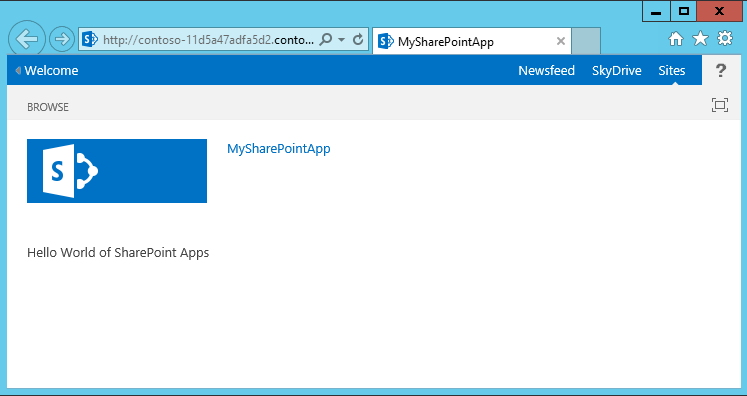 http://contoso-11d5a47adfa5d2.conto...
MySharePointApp
Welcome
Newsfeed
SkyDrive
Sites
?
BROWSE
S
MySharePointApp
Hello World of SharePoint Apps